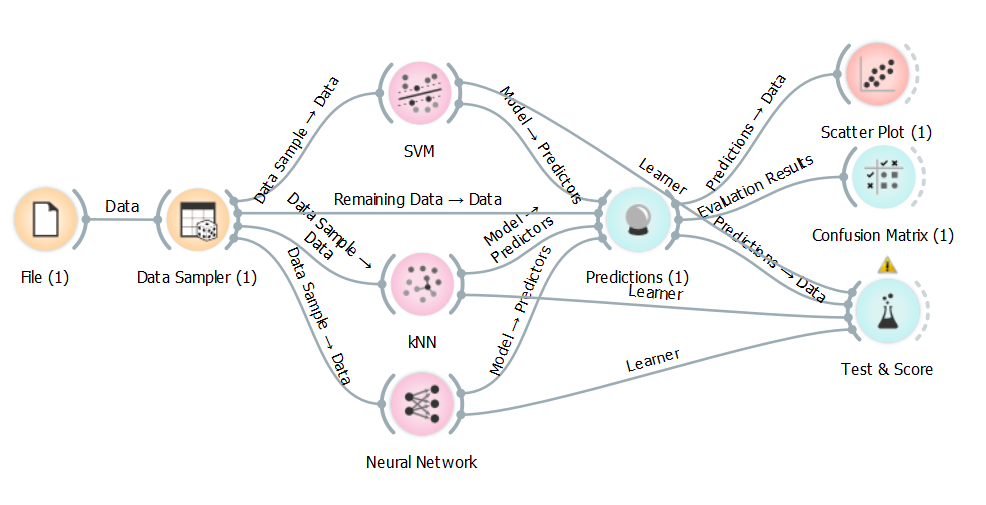 Data Sample → Data
Model → Predictors
Predictions → Data
Scatter Plot (1)
SVM
Learner
Data
Remaining Data → Data
Evaluation Results
Data Sample →
Data
Model →
Predictors
Predictions → Data
Confusion Matrix (1)
File (1)
Data Sampler (1)
Predictions (1)
Learner
Data Sample → Data
Model → Predictors
kNN
Learner
Test & Score
Neural Network